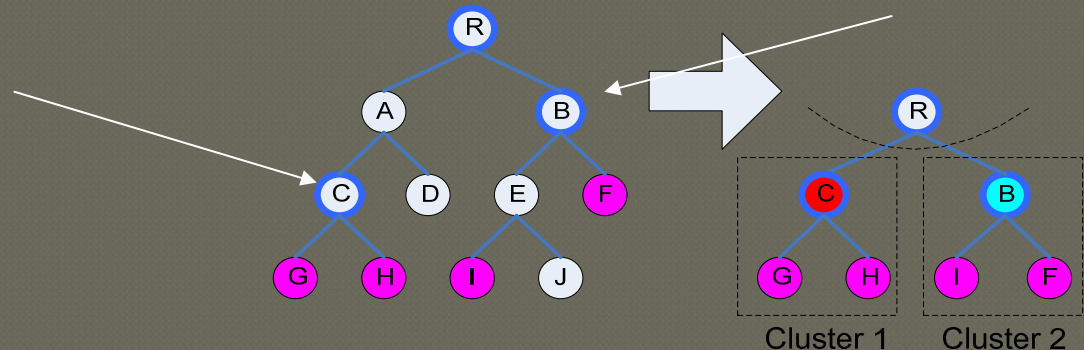 R
A B R
C D E F C B
G H I J G H I F
Cluster 1 Cluster 2